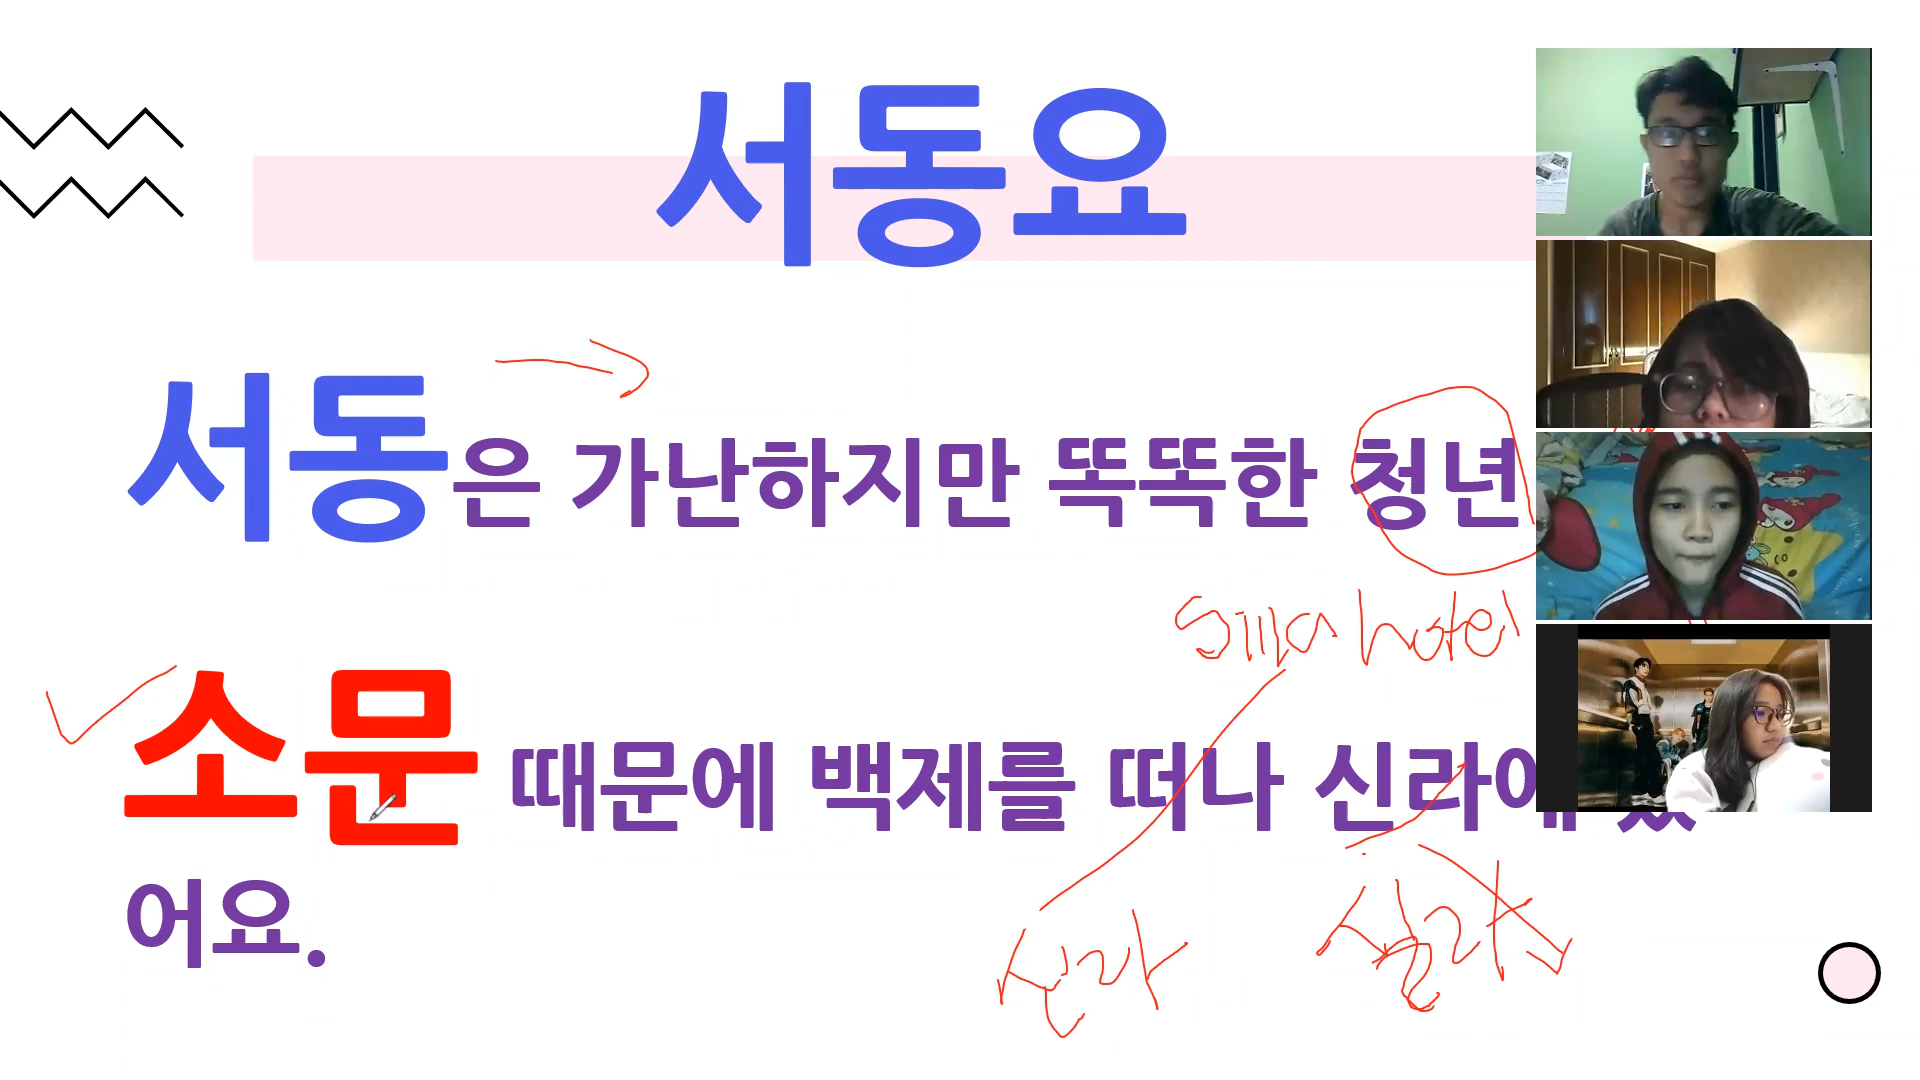 서동요
서동은 가난하지만 똑똑한 청년
Silla hotel
소문 때문에 백제를 떠나 신라에
어요.
신라
실라